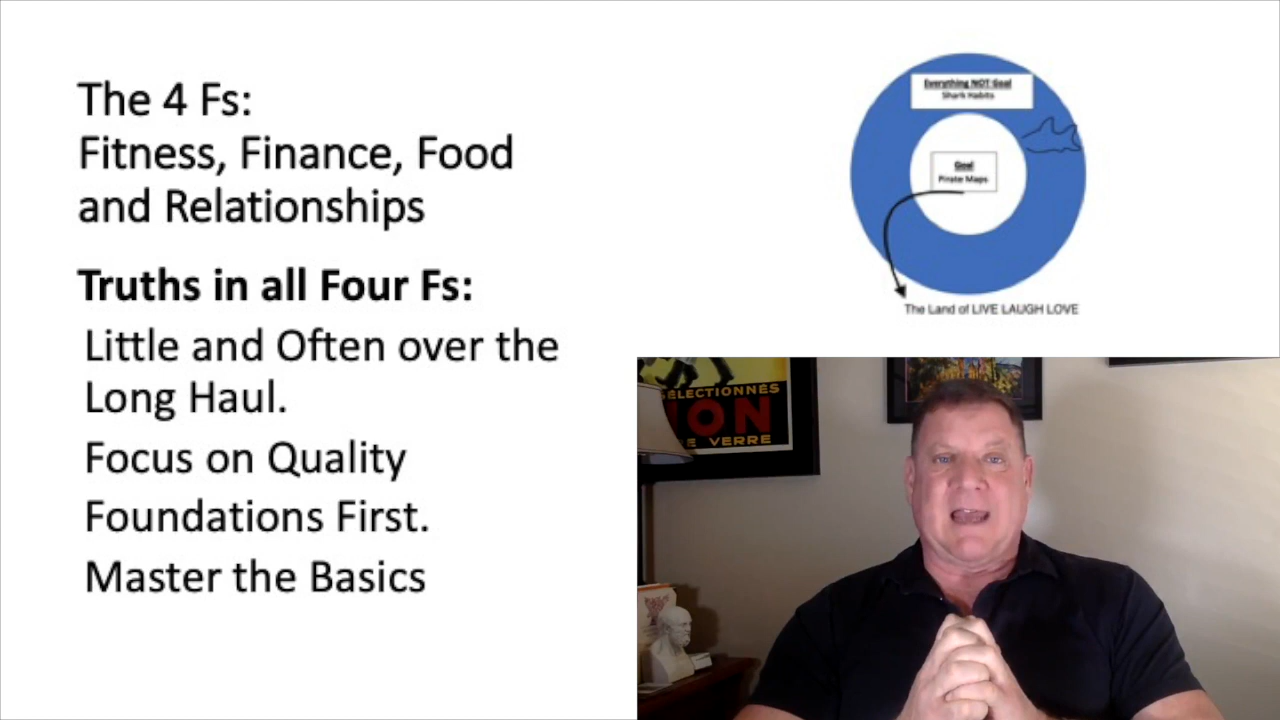 The 4 Fs:
Fitness, Finance, Food
and Relationships
Truths in all Four Fs:
Little and Often over the
Long Haul.
Focus on Quality
Foundations First.
Master the Basics
Everything NOT Goal
Shark Habits
Goal
Pirate Maps
The Land of LIVE LAUGH LOVE
SÉLECTIONNÉS
ION
E VERRE